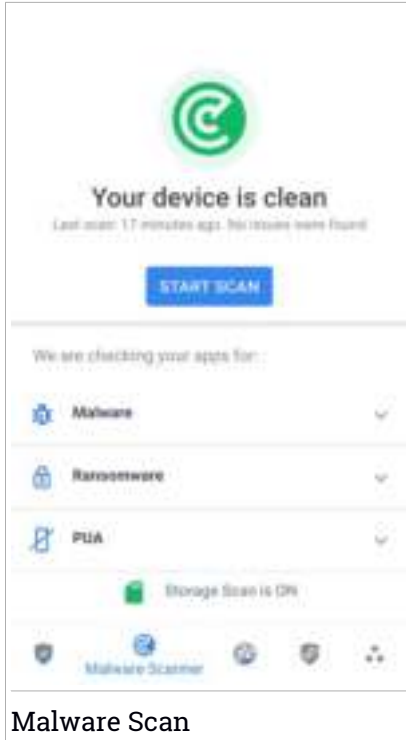 Your device is clean
Last scan: 17 minutes ago. No issues were found
START SCAN
We are checking your apps for:
Malware
Ransomware
PUA
Storage Scan is ON
Malware Scanner
Malware Scan